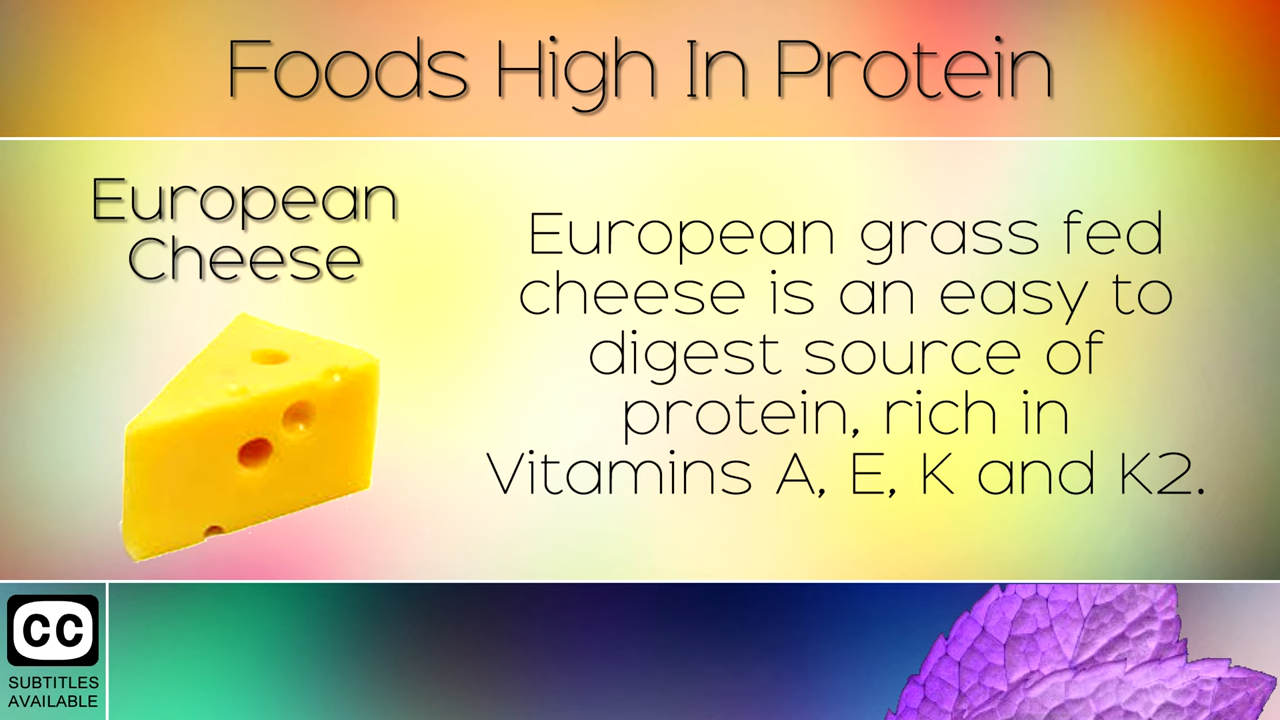 Foods High In Protein
European
Cheese
European grass fed
cheese is an easy to
digest source of
protein, rich in
Vitamins A, E, K and K2.
CC
SUBTITLES
AVAILABLE